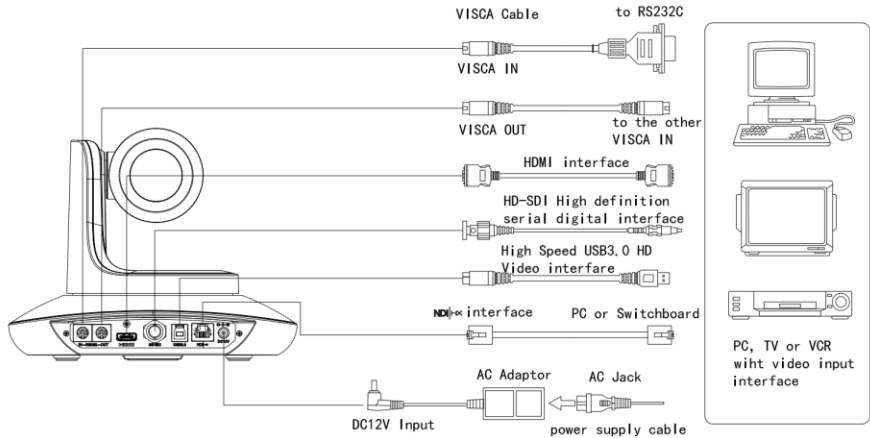 VISCA Cable
to RS232C
VISCA IN
VISCA OUT
to the other
VISCA IN
HDMI interface
HD-SDI High definition
serial digital interface
High Speed USB3.0 HD
Video interfare
NDI HX interface
PC or Switchboard
AC Adaptor
AC Jack
DC12V Input
power supply cable
PC, TV or VCR
wiht video input
interface